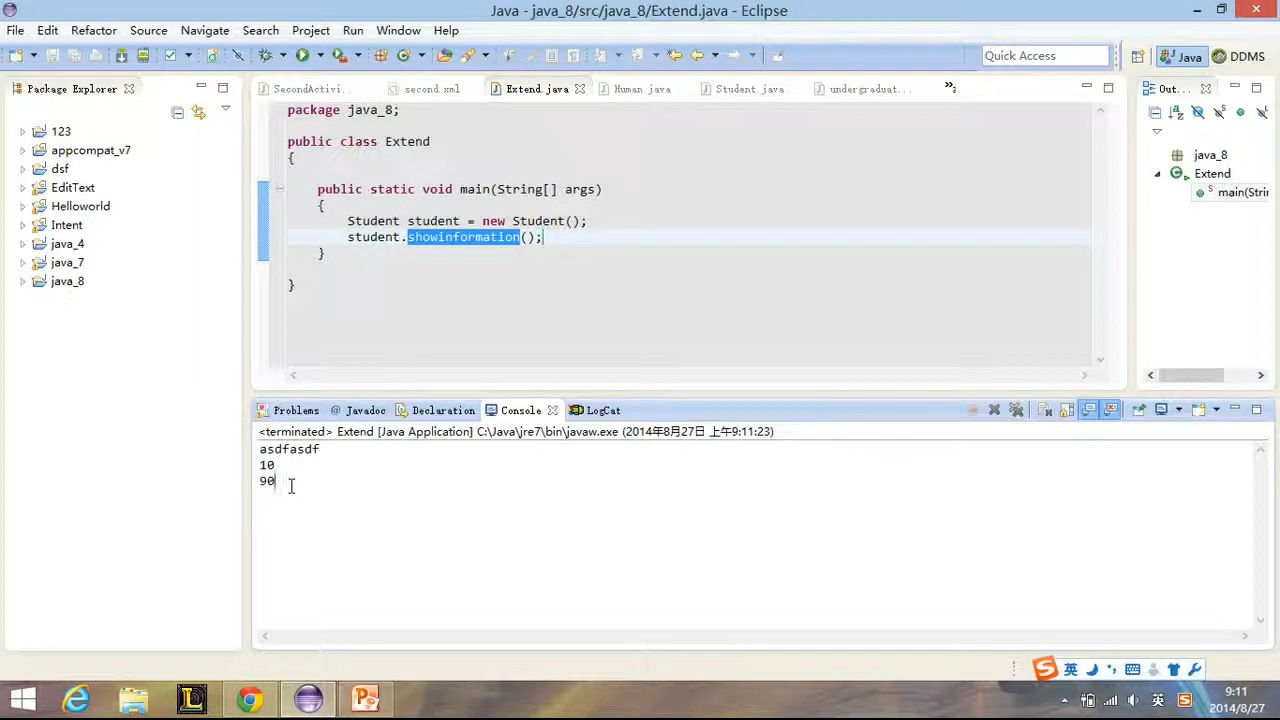 Java - java_8/src/java_8/Extend.java - Eclipse
File Edit Refactor Source Navigate Search Project Run Window Help
Quick Access
Java
DDMS
Package Explorer
123
appcompat_v7
dsf
EditText
Helloworld
Intent
java_4
java_7
java_8
SecondActivi...
second.xml
Extend.java
Human.java
Student.java
undergraduat...
package java_8;
public class Extend
{
public static void main(String[] args)
{
Student student = new Student();
student.showinformation();
}
}
Out...
java_8
Extend
main(Stri
Problems
Javadoc
Declaration
Console
LogCat
<terminated> Extend [Java Application] C:\Java\jre7\bin\javaw.exe (2014年8月27日 上午9:11:23)
asdfasdf
10
90
英
英
9:11
2014/8/27